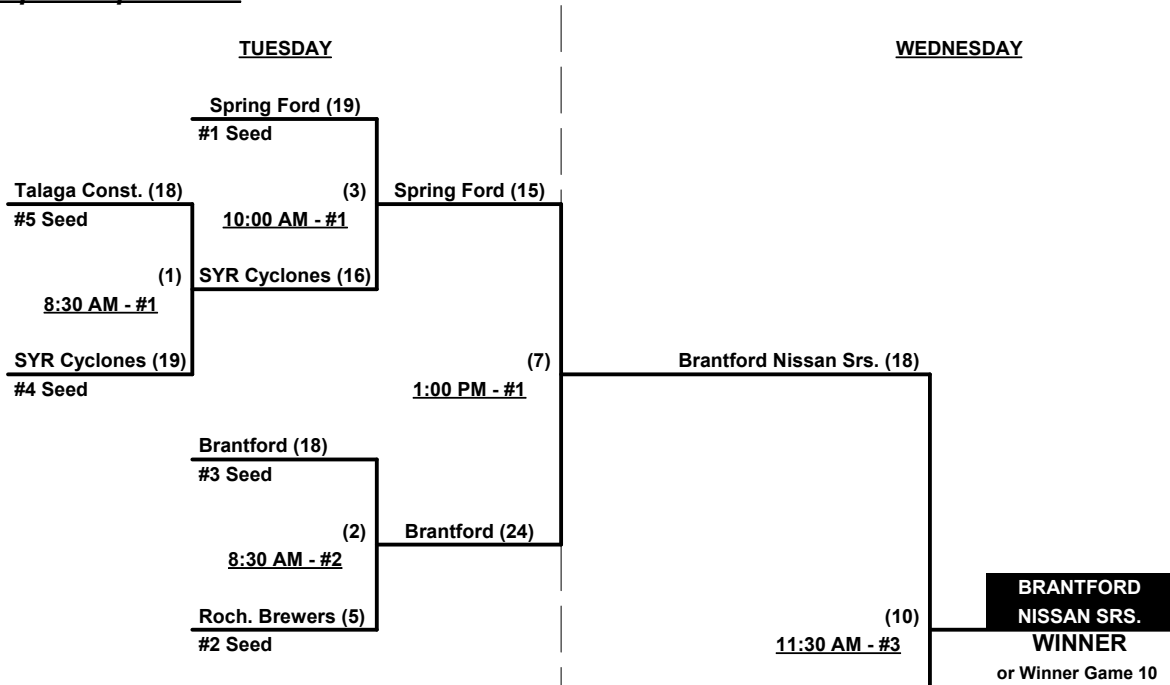 TUESDAY
WEDNESDAY
Spring Ford (19)
#1 Seed
Talaga Const. (18)
(3)
Spring Ford (15)
#5 Seed
10:00 AM - #1
(1)
SYR Cyclones (16)
8:30 AM - #1
SYR Cyclones (19)
(7)
Brantford Nissan Srs. (18)
#4 Seed
1:00 PM - #1
Brantford (18)
#3 Seed
(2)
Brantford (24)
8:30 AM - #2
BRANTFORD
Roch. Brewers (5)
(10)
NISSAN SRS.
#2 Seed
11:30 AM - #3
WINNER
or Winner Game 10